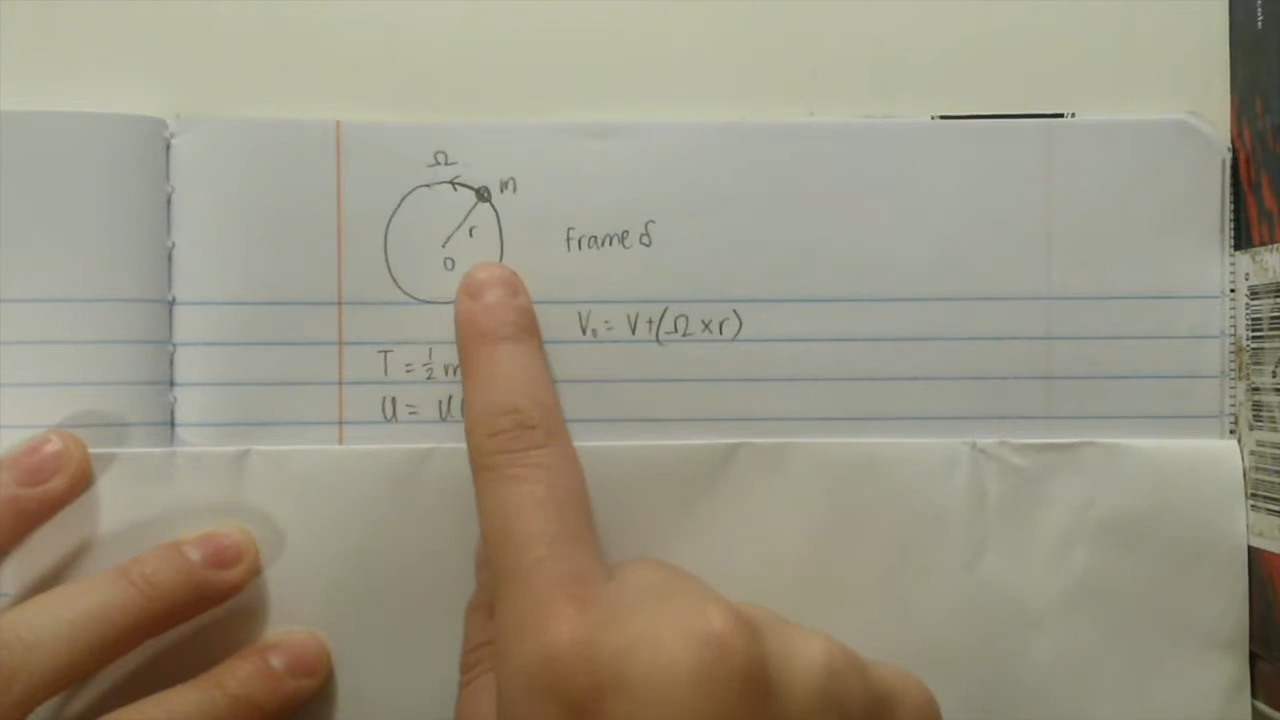 Ω
m
r
O
frame S
V₀ = V+(Ω×r)
T = ½ m
U = U